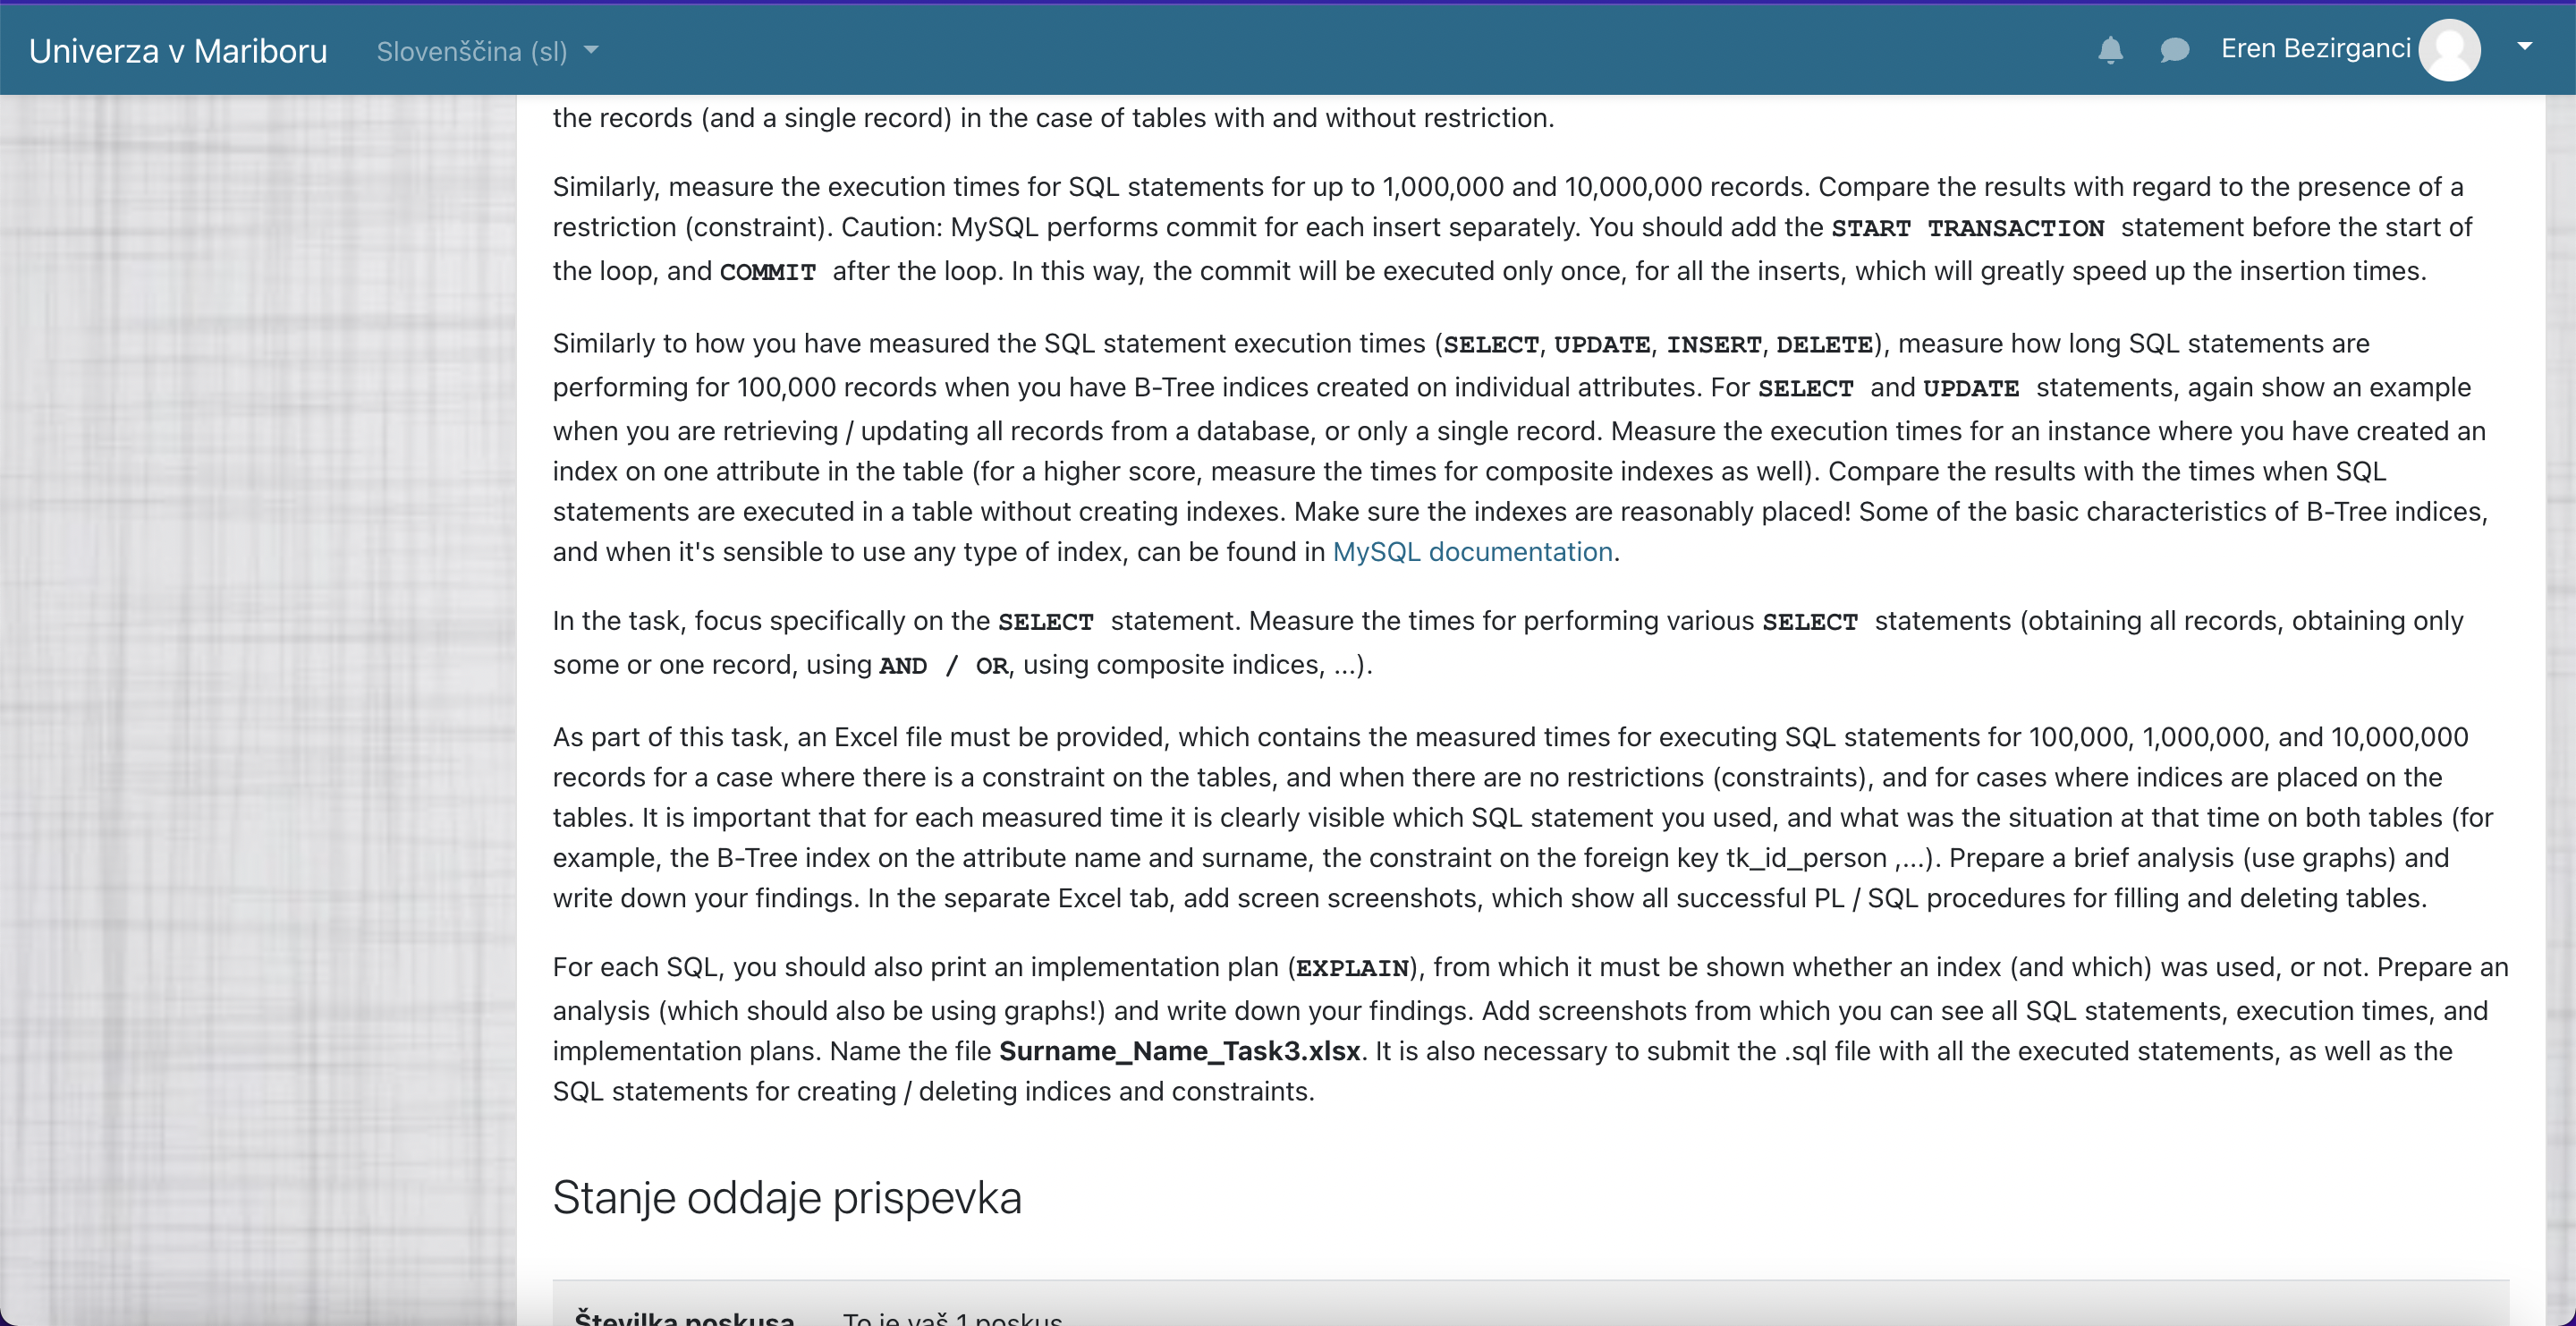 Univerza v Mariboru
Slovenščina (sl)
Eren Bezirganci
the records (and a single record) in the case of tables with and without restriction.
Similarly, measure the execution times for SQL statements for up to 1,000,000 and 10,000,000 records. Compare the results with regard to the presence of a
restriction (constraint). Caution: MySQL performs commit for each insert separately. You should add the START TRANSACTION statement before the start of
the loop, and COMMIT after the loop. In this way, the commit will be executed only once, for all the inserts, which will greatly speed up the insertion times.
Similarly to how you have measured the SQL statement execution times (SELECT, UPDATE, INSERT, DELETE), measure how long SQL statements are
performing for 100,000 records when you have B-Tree indices created on individual attributes. For SELECT and UPDATE statements, again show an example
when you are retrieving / updating all records from a database, or only a single record. Measure the execution times for an instance where you have created an
index on one attribute in the table (for a higher score, measure the times for composite indexes as well). Compare the results with the times when SQL
statements are executed in a table without creating indexes. Make sure the indexes are reasonably placed! Some of the basic characteristics of B-Tree indices,
and when it's sensible to use any type of index, can be found in MySQL documentation.
In the task, focus specifically on the SELECT statement. Measure the times for performing various SELECT statements (obtaining all records, obtaining only
some or one record, using AND / OR, using composite indices, ...).
As part of this task, an Excel file must be provided, which contains the measured times for executing SQL statements for 100,000, 1,000,000, and 10,000,000
records for a case where there is a constraint on the tables, and when there are no restrictions (constraints), and for cases where indices are placed on the
tables. It is important that for each measured time it is clearly visible which SQL statement you used, and what was the situation at that time on both tables (for
example, the B-Tree index on the attribute name and surname, the constraint on the foreign key tk_id_person ,...). Prepare a brief analysis (use graphs) and
write down your findings. In the separate Excel tab, add screen screenshots, which show all successful PL / SQL procedures for filling and deleting tables.
For each SQL, you should also print an implementation plan (EXPLAIN), from which it must be shown whether an index (and which) was used, or not. Prepare an
analysis (which should also be using graphs!) and write down your findings. Add screenshots from which you can see all SQL statements, execution times, and
implementation plans. Name the file Surname_Name_Task3.xlsx. It is also necessary to submit the .sql file with all the executed statements, as well as the
SQL statements for creating / deleting indices and constraints.
Stanje oddaje prispevka
Številka poskusa To je vaš 1 poskus